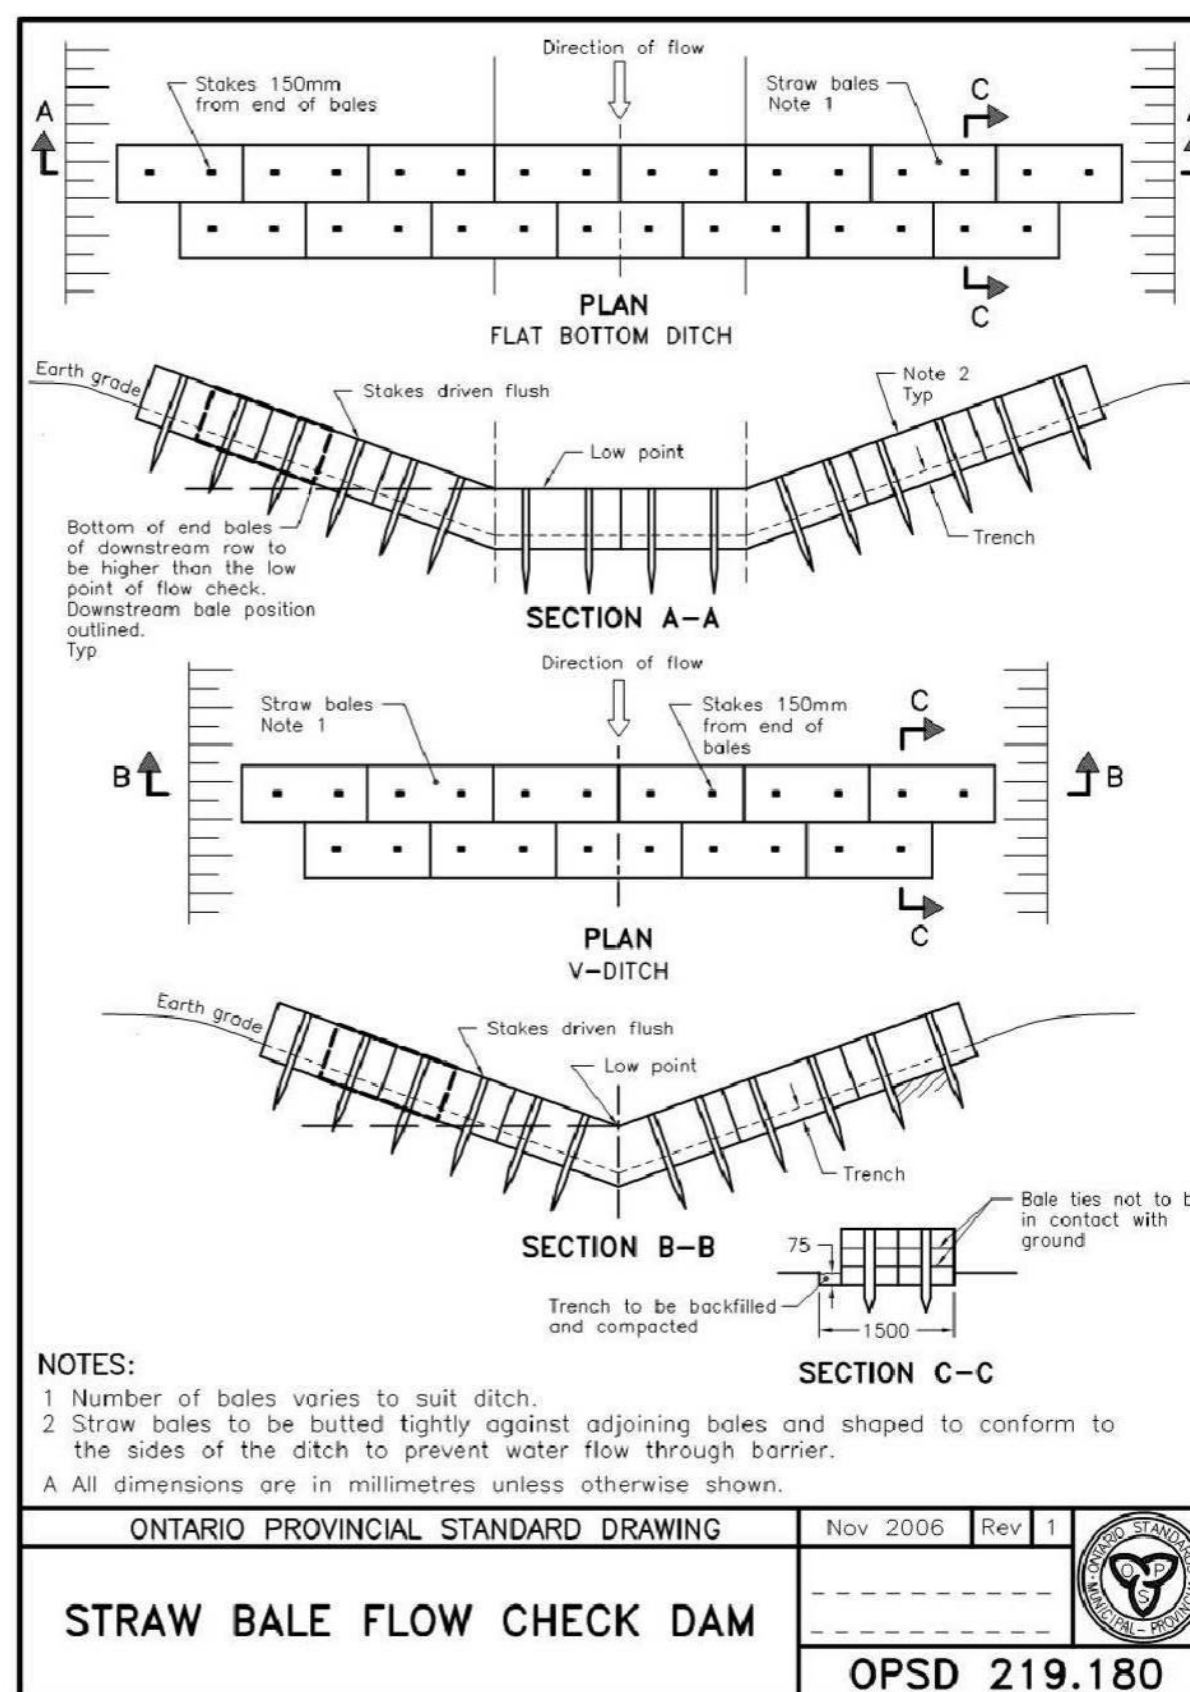 Direction of flow
Stakes 150mm
from end of bales
Straw bales
Note 1
C
A
C
PLAN
FLAT BOTTOM DITCH
Earth grade
Stakes driven flush
Note 2
Typ
Low point
Trench
Bottom of end bales
of downstream row to
be higher than the low
point of flow check.
Downstream bale position
outlined.
Typ
SECTION A-A
Direction of flow
Straw bales
Note 1
Stakes 150mm
from end of
bales
C
B
B
C
PLAN
V-DITCH
Earth grade
Stakes driven flush
Low point
Trench
SECTION B-B
Bale ties not to b
in contact with
ground
75
Trench to be backfilled
and compacted
1500
SECTION C-C
NOTES:
1 Number of bales varies to suit ditch.
2 Straw bales to be butted tightly against adjoining bales and shaped to conform to
the sides of the ditch to prevent water flow through barrier.
A All dimensions are in millimetres unless otherwise shown.
ONTARIO PROVINCIAL STANDARD DRAWING
Nov 2006 Rev 1
STRAW BALE FLOW CHECK DAM
ONTARIO STANDARDS
MUNICIPAL-PROVINC
O P S
OPSD 219.180